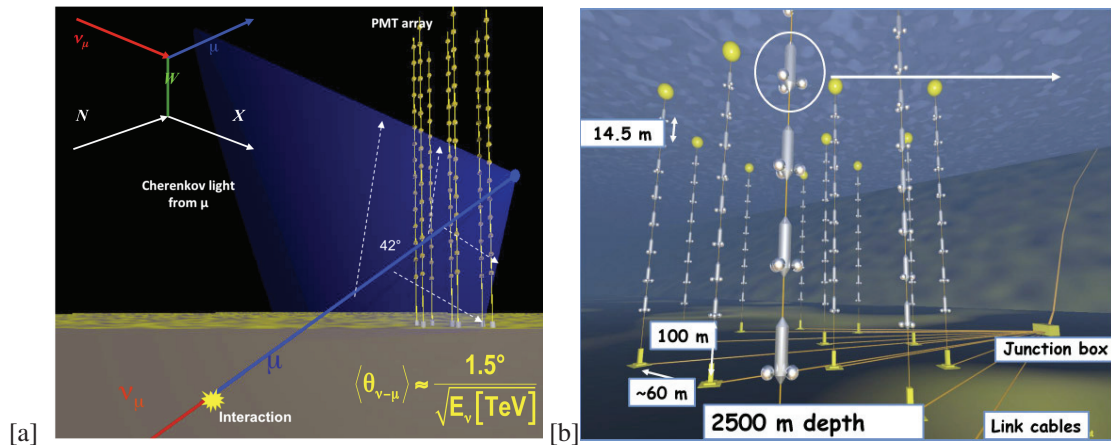 PMT array
ν_μ
μ
W
N
X
Cherenkov light
from μ
42°
μ
ν_μ
Interaction
⟨θ_ν−μ⟩ ≈ 1.5° / √E_ν[TeV]
[a]
14.5 m
100 m
~60 m
Junction box
2500 m depth
Link cables
[b]